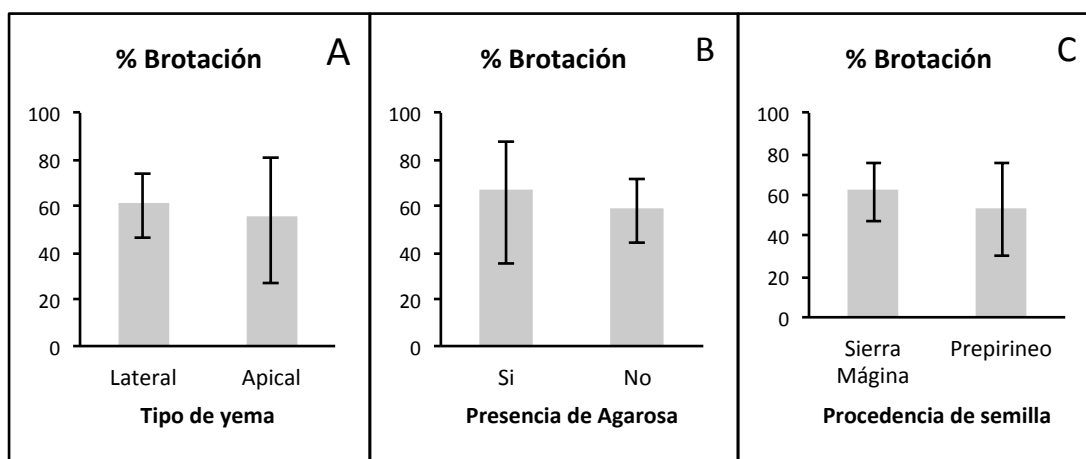 A
% Brotación
100
80
60
40
20
0
Lateral Apical
Tipo de yema
B
% Brotación
100
80
60
40
20
0
Si No
Presencia de Agarosa
C
% Brotación
100
80
60
40
20
0
Sierra Mágina Prepirineo
Procedencia de semilla